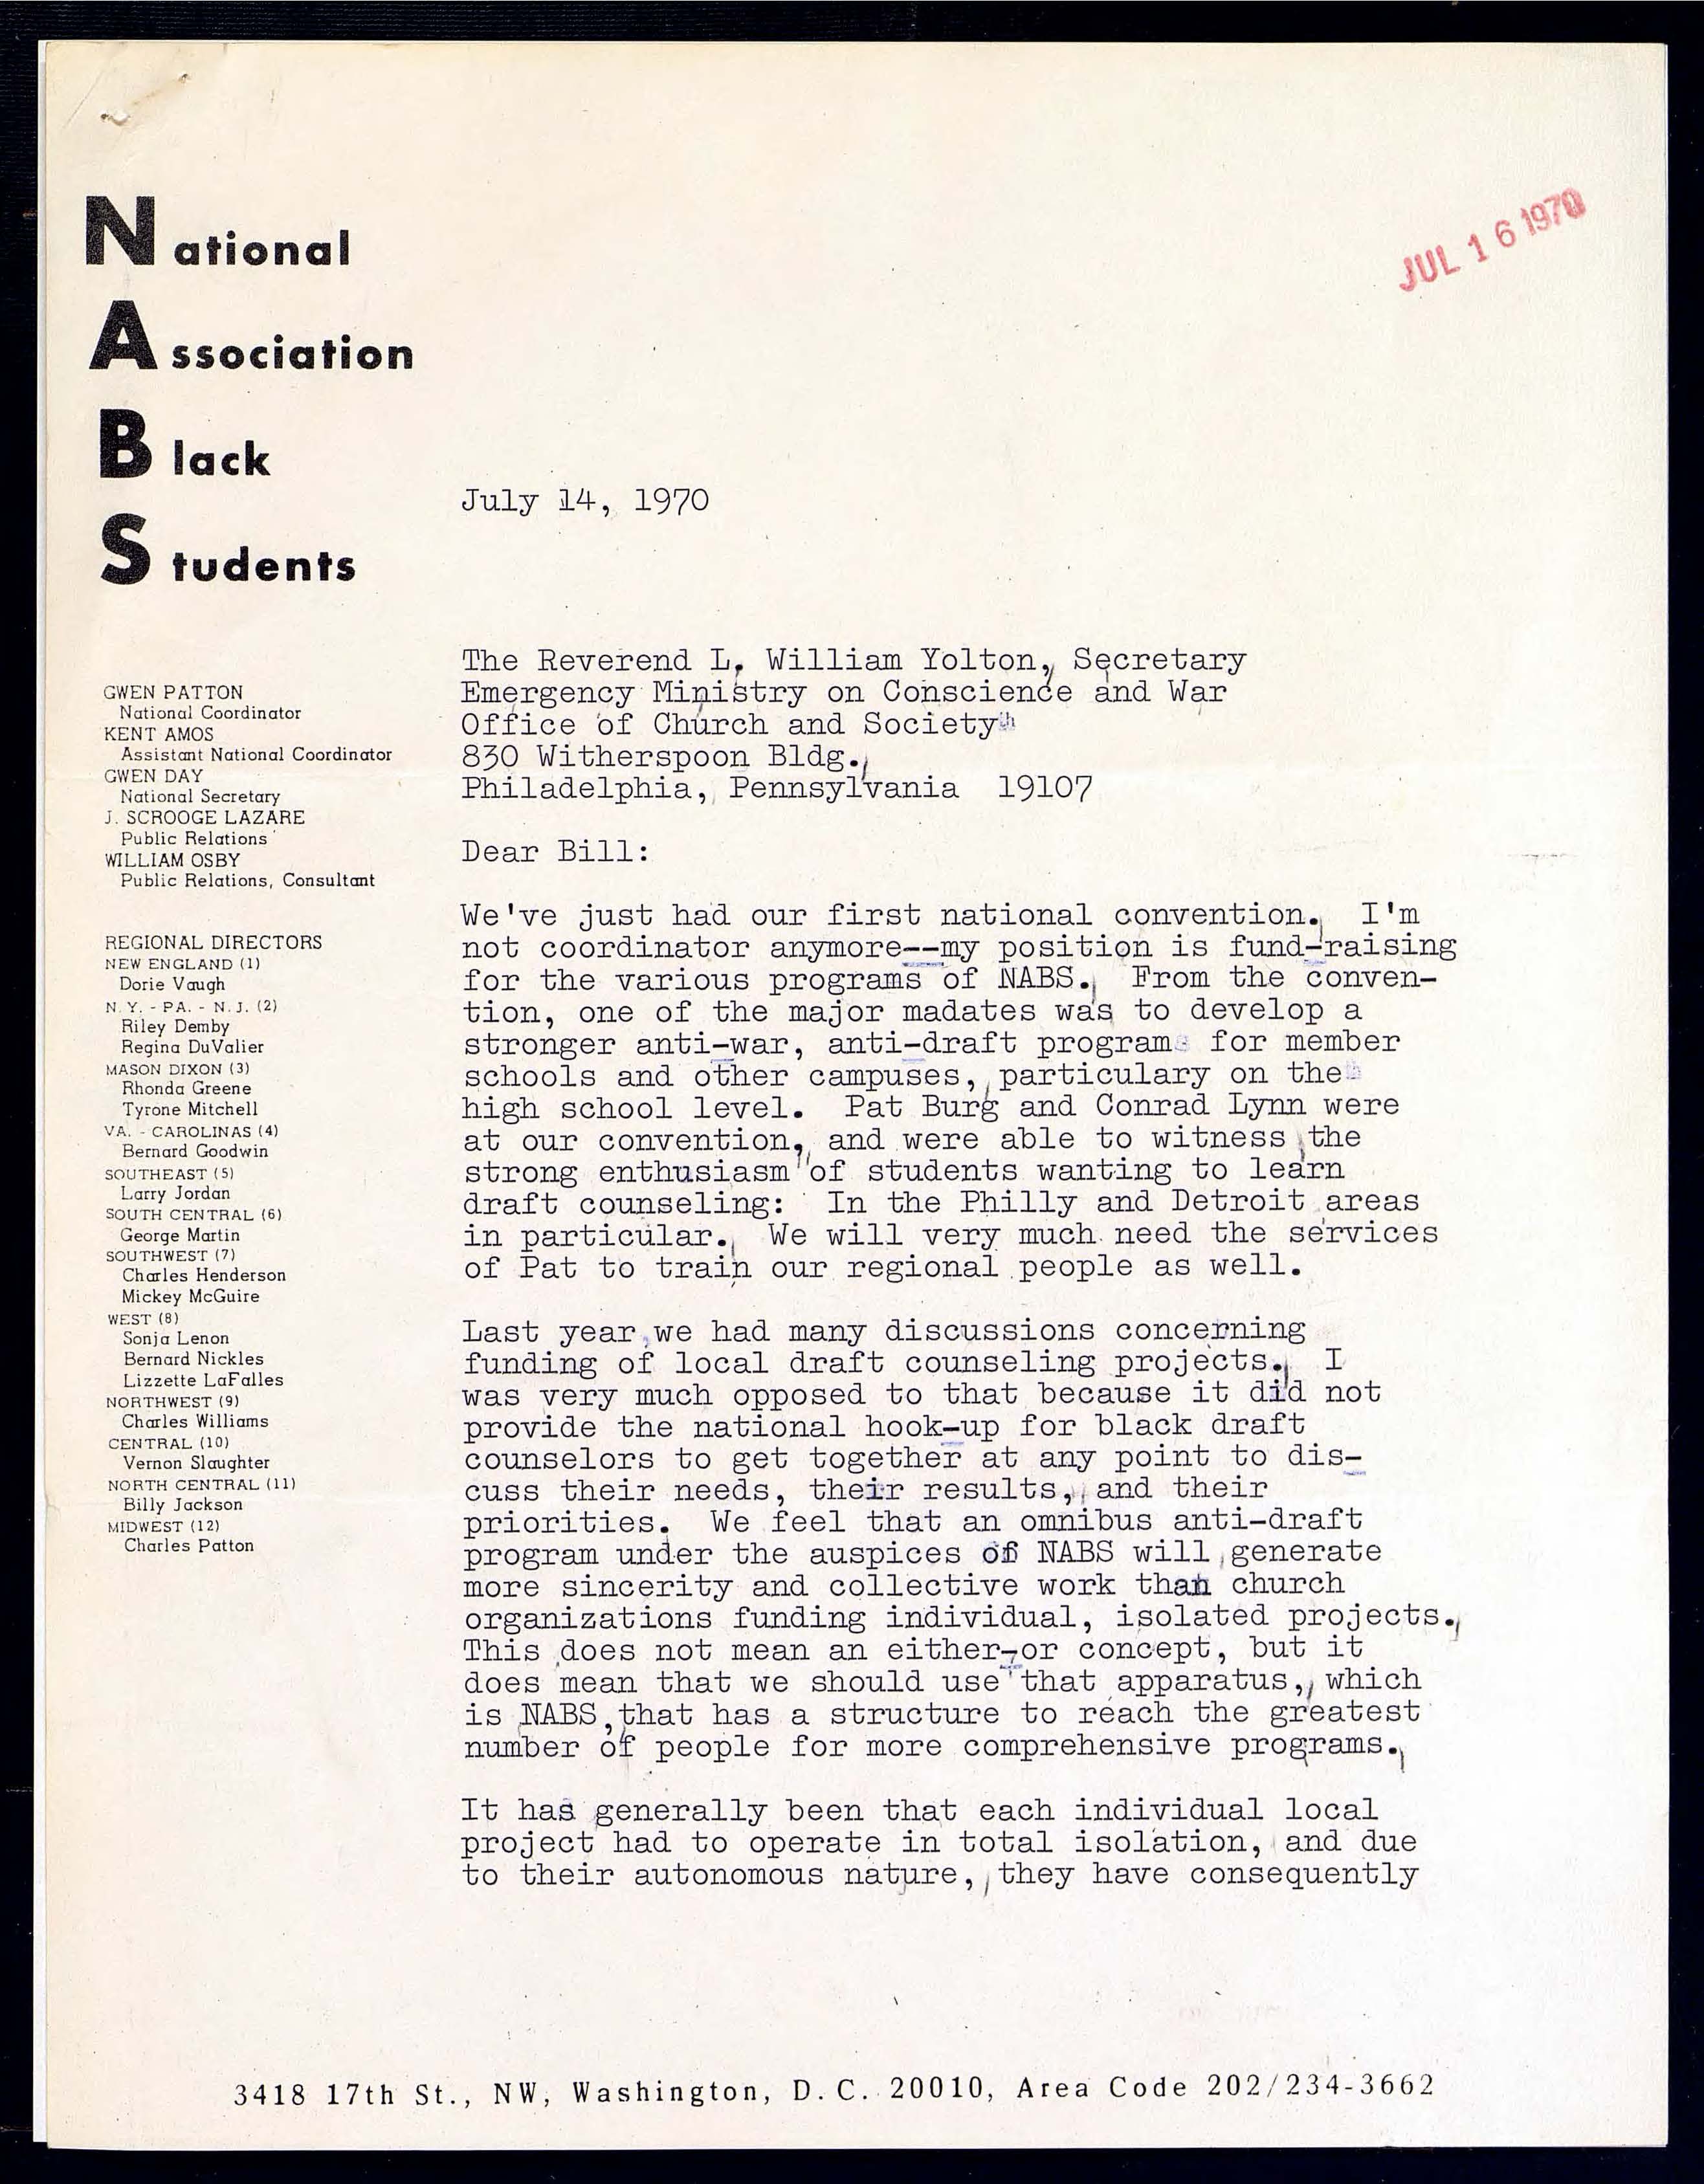 National
Association
Black
Students
JUL 16 1970
July 14, 1970
GWEN PATTON
National Coordinator
KENT AMOS
Assistant National Coordinator
GWEN DAY
National Secretary
J. SCROOGE LAZARE
Public Relations
WILLIAM OSBY
Public Relations, Consultant
REGIONAL DIRECTORS
NEW ENGLAND (1)
Dorie Vaugh
N.Y. - PA. - N.J. (2)
Riley Demby
Regina DuValier
MASON DIXON (3)
Rhonda Greene
Tyrone Mitchell
VA. - CAROLINAS (4)
Bernard Goodwin
SOUTHEAST (5)
Larry Jordan
SOUTH CENTRAL (6)
George Martin
SOUTHWEST (7)
Charles Henderson
Mickey McGuire
WEST (8)
Sonja Lenon
Bernard Nickles
Lizzette LaFalles
NORTHWEST (9)
Charles Williams
CENTRAL (10)
Vernon Slaughter
NORTH CENTRAL (11)
Billy Jackson
MIDWEST (12)
Charles Patton
The Reverend L. William Yolton, Secretary
Emergency Ministry on Conscience and War
Office of Church and Society
830 Witherspoon Bldg.
Philadelphia, Pennsylvania 19107
Dear Bill:
We've just had our first national convention. I'm
not coordinator anymore--my position is fund-raising
for the various programs of NABS. From the conven-
tion, one of the major madates was to develop a
stronger anti-war, anti-draft program for member
schools and other campuses, particulary on the
high school level. Pat Burg and Conrad Lynn were
at our convention, and were able to witness the
strong enthusiasm of students wanting to learn
draft counseling: In the Philly and Detroit areas
in particular. We will very much need the services
of Pat to train our regional people as well.
Last year, we had many discussions concerning
funding of local draft counseling projects. I
was very much opposed to that because it did not
provide the national hook-up for black draft
counselors to get together at any point to dis-
cuss their needs, their results, and their
priorities. We feel that an omnibus anti-draft
program under the auspices of NABS will generate
more sincerity and collective work than church
organizations funding individual, isolated projects.
This does not mean an either-or concept, but it
does mean that we should use that apparatus, which
is NABS, that has a structure to reach the greatest
number of people for more comprehensive programs.
It has generally been that each individual local
project had to operate in total isolation, and due
to their autonomous nature, they have consequently
3418 17th St., NW, Washington, D.C. 20010, Area Code 202/234-3662